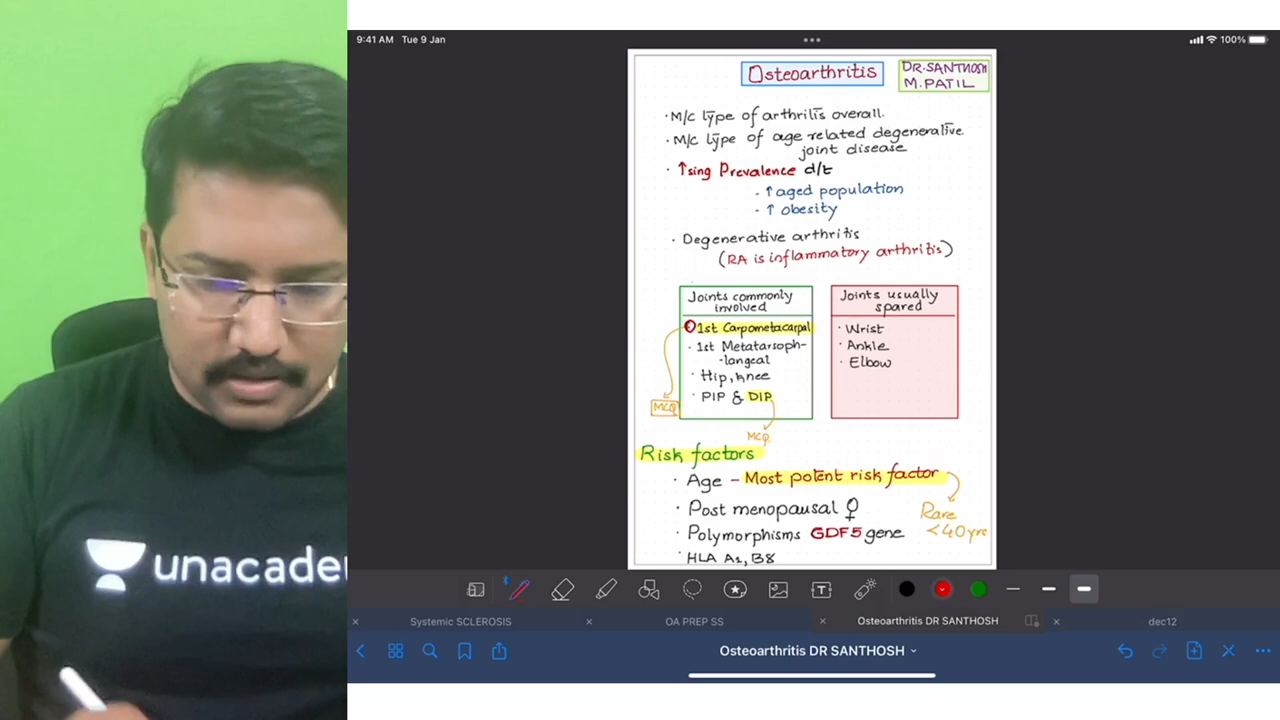 9:41 AM Tue 9 Jan
100%
Osteoarthritis
DR.SANTHOSH
M.PATIL
· M/C type of arthritis overall.
· M/C type of age related degenerative
joint disease
· ↑sing Prevalence d/t
- ↑ aged population
- ↑ obesity
· Degenerative arthritis
(RA is inflammatory arthritis)
Joints commonly
involved
1st Carpometacarpal
· 1st Metatarsoph-
-langeal
· Hip, knee
· PIP & DIP
MCQ
MCQ
Joints usually
spared
· Wrist
· Ankle
· Elbow
Risk factors
· Age - Most potent risk factor
Rare
<40yrs
· Post menopausal ♀
· Polymorphisms GDF5 gene
· HLA A1, B8
unacade
Systemic SCLEROSIS
OA PREP SS
Osteoarthritis DR SANTHOSH
dec12
Osteoarthritis DR SANTHOSH